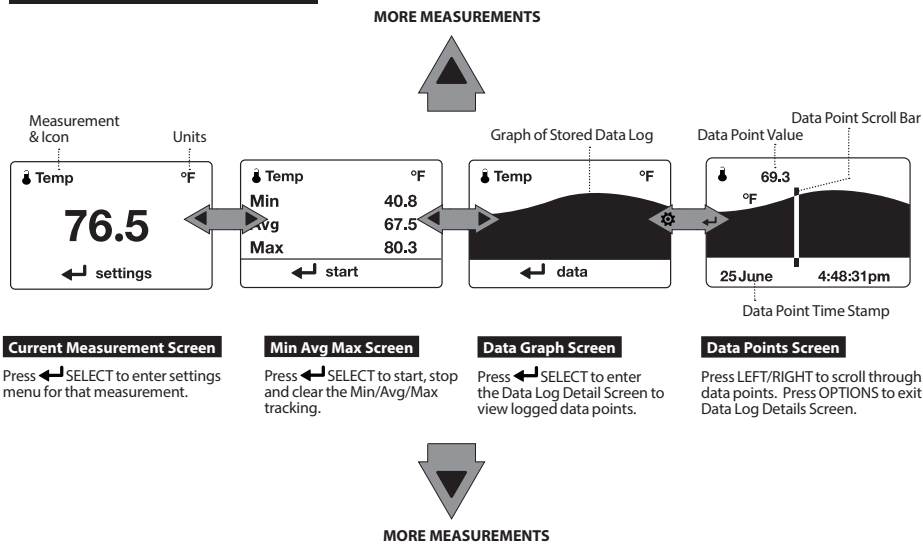 MORE MEASUREMENTS
Measurement
& Icon
Units
Graph of Stored Data Log
Data Point Value
Data Point Scroll Bar
Temp °F
76.5
settings
Temp °F
Min 40.8
Avg 67.5
Max 80.3
start
Temp °F
data
69.3
°F
25 June 4:48:31pm
Data Point Time Stamp
Current Measurement Screen
Press SELECT to enter settings
menu for that measurement.
Min Avg Max Screen
Press SELECT to start, stop
and clear the Min/Avg/Max
tracking.
Data Graph Screen
Press SELECT to enter
the Data Log Detail Screen to
view logged data points.
Data Points Screen
Press LEFT/RIGHT to scroll through
data points. Press OPTIONS to exit
Data Log Details Screen.
MORE MEASUREMENTS